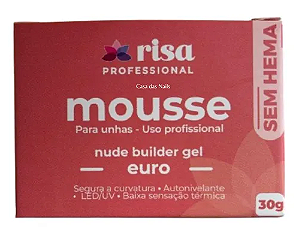 risa
PROFESSIONAL
Casa das Nails
mousse
Para unhas - Uso profissional
nude builder gel
euro
Segura a curvatura • Autonivelante
• LED/UV • Baixa sensação térmica
SEM HEMA
30g